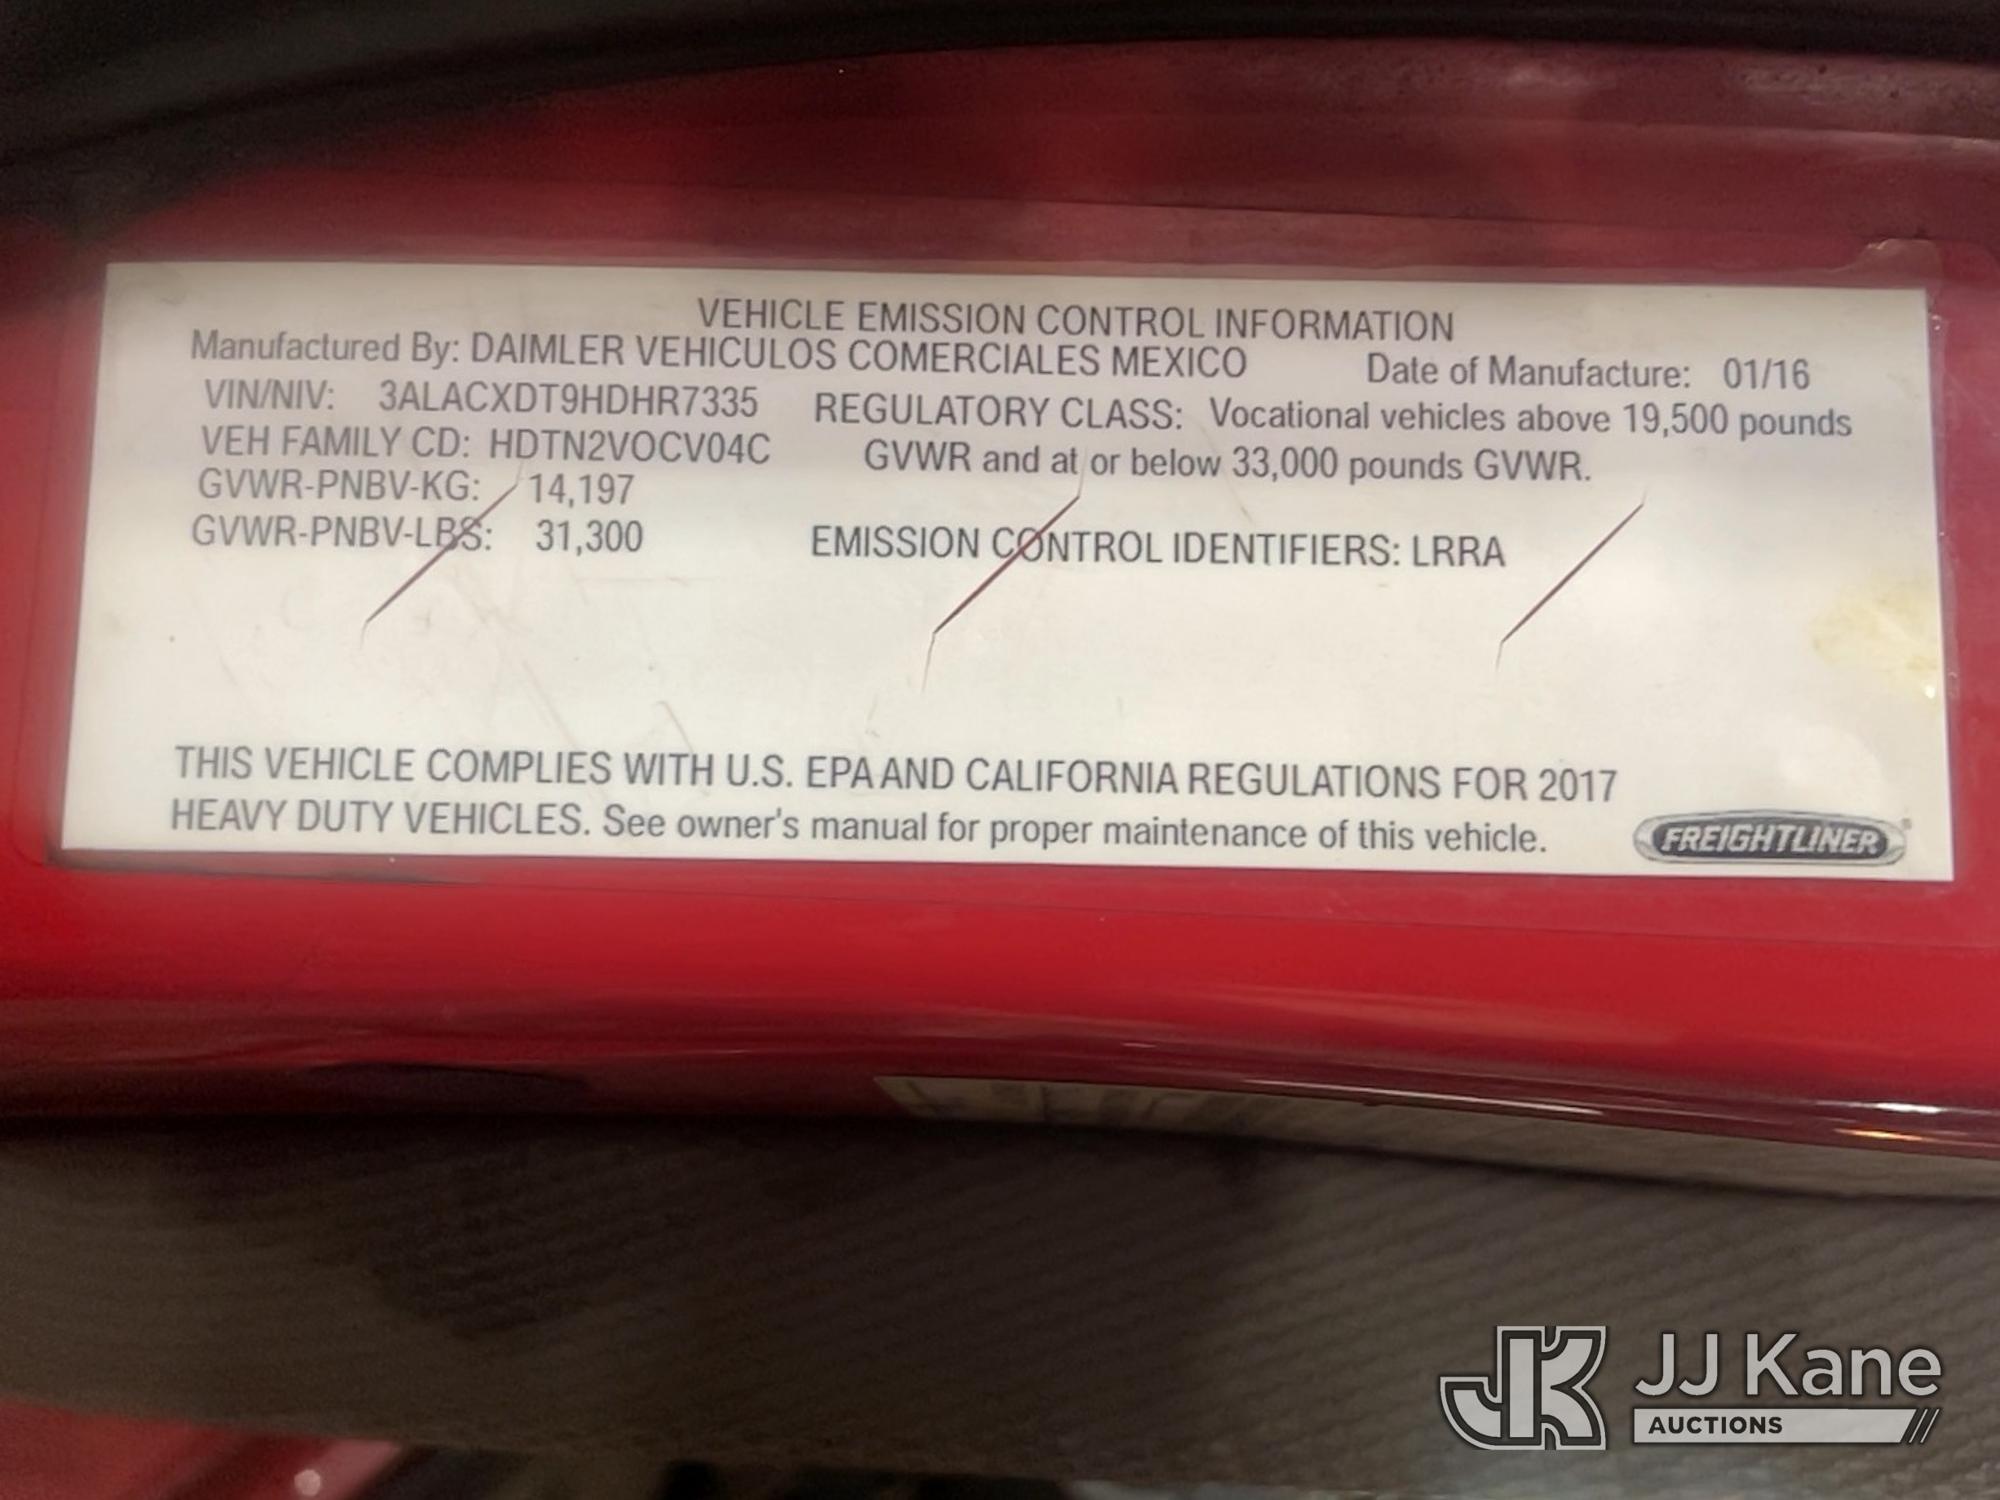 VEHICLE EMISSION CONTROL INFORMATION
Manufactured By: DAIMLER VEHICULOS COMERCIALES MEXICO Date of Manufacture: 01/16
VIN/NIV: 3ALACXDT9HDHR7335 REGULATORY CLASS: Vocational vehicles above 19,500 pounds
VEH FAMILY CD: HDTN2VOCV04C GVWR and at or below 33,000 pounds GVWR.
GVWR-PNBV-KG: 14,197
GVWR-PNBV-LBS: 31,300 EMISSION CONTROL IDENTIFIERS: LRRA
THIS VEHICLE COMPLIES WITH U.S. EPA AND CALIFORNIA REGULATIONS FOR 2017
HEAVY DUTY VEHICLES. See owner's manual for proper maintenance of this vehicle.
FREIGHTLINER®
JK JJ Kane
AUCTIONS